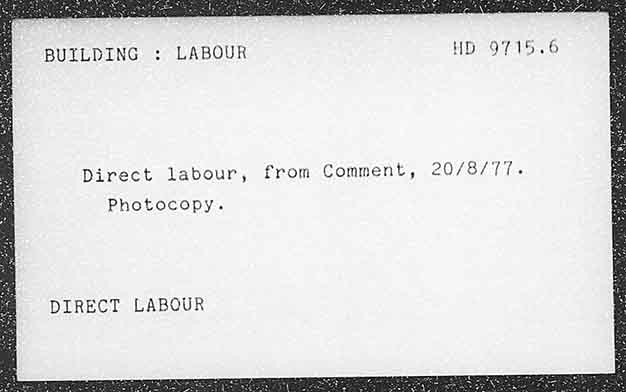 BUILDING : LABOUR HD 9715.6
Direct labour, from Comment, 20/8/77.
Photocopy.
DIRECT LABOUR